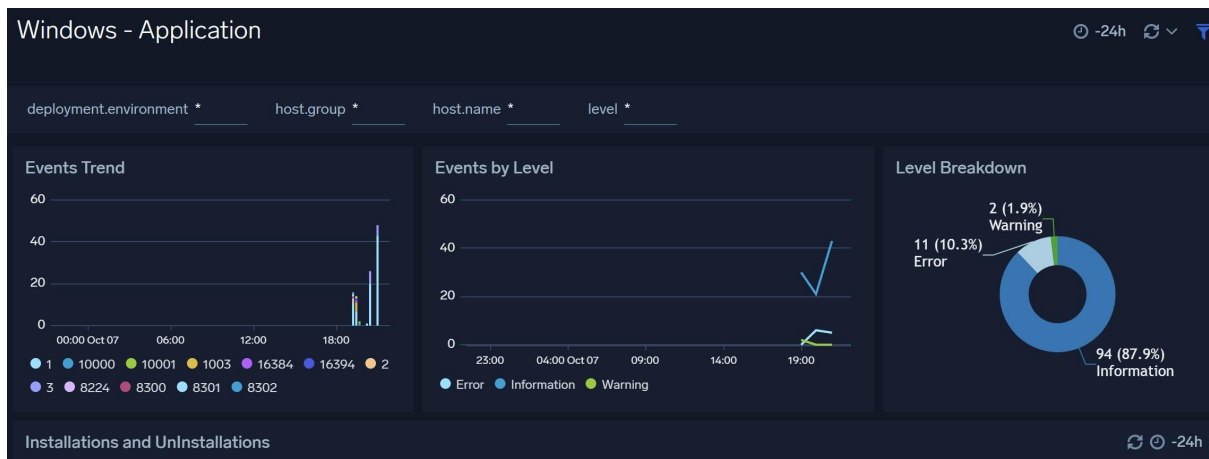 Windows - Application
-24h
deployment.environment *
host.group *
host.name *
level *
Events Trend
60
40
20
0
00:00 Oct 07 06:00 12:00 18:00
1 10000 10001 1003 16384 16394 2
3 8224 8300 8301 8302
Events by Level
60
40
20
0
23:00 04:00 Oct 07 09:00 14:00 19:00
Error Information Warning
Level Breakdown
2 (1.9%)
Warning
11 (10.3%)
Error
94 (87.9%)
Information
Installations and UnInstallations
-24h